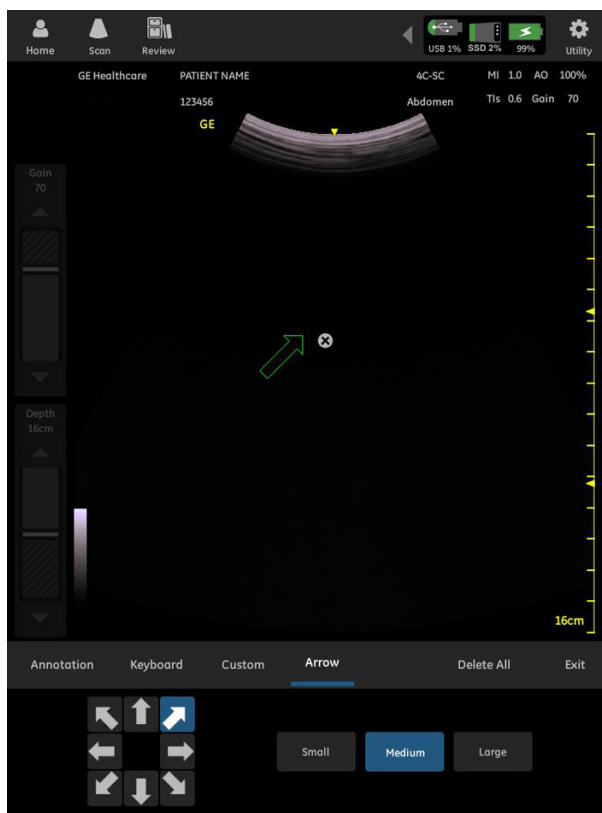 Home Scan Review USB 1% SSD 2% 99% Utility
GE Healthcare PATIENT NAME 4C-SC MI 1.0 AO 100%
123456 Abdomen TIs 0.6 Gain 70
GE
Gain
70
Depth
16cm
16cm
Annotation Keyboard Custom Arrow Delete All Exit
Small Medium Large